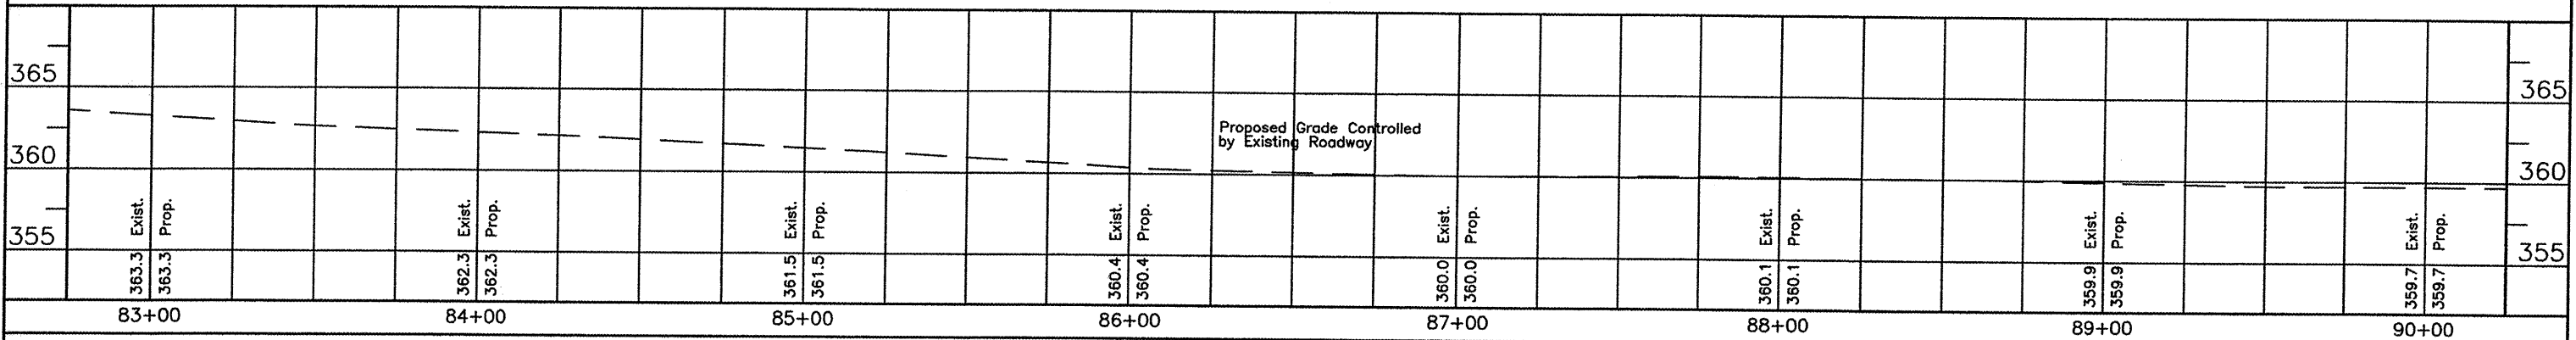 365
360
355
Proposed Grade Controlled
by Existing Roadway
365
360
355
363.3 Exist.
363.3 Prop.
362.3 Exist.
362.3 Prop.
361.5 Exist.
361.5 Prop.
360.4 Exist.
360.4 Prop.
360.0 Exist.
360.0 Prop.
360.1 Exist.
360.1 Prop.
359.9 Exist.
359.9 Prop.
359.7 Exist.
359.7 Prop.
83+00
84+00
85+00
86+00
87+00
88+00
89+00
90+00